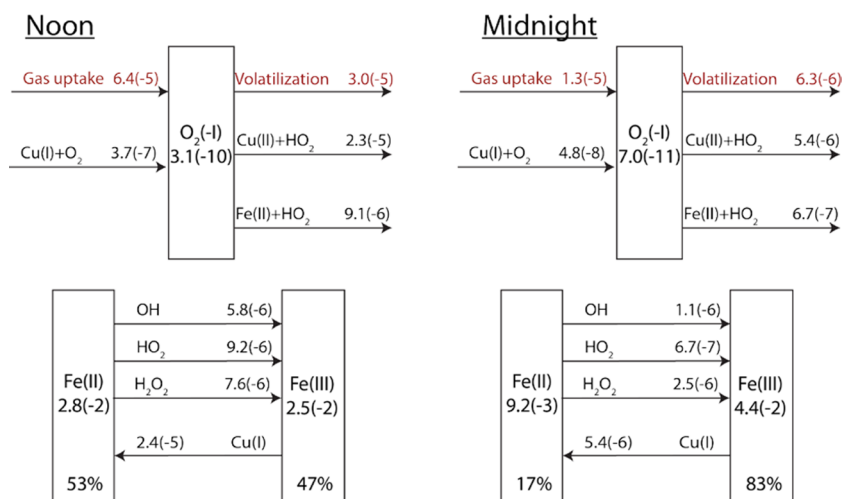 Noon
Midnight
Gas uptake 6.4(-5)
Volatilization 3.0(-5)
O₂(-I)
3.1(-10)
Cu(I)+O₂ 3.7(-7)
Cu(II)+HO₂ 2.3(-5)
Fe(II)+HO₂ 9.1(-6)
Gas uptake 1.3(-5)
Volatilization 6.3(-6)
O₂(-I)
7.0(-11)
Cu(I)+O₂ 4.8(-8)
Cu(II)+HO₂ 5.4(-6)
Fe(II)+HO₂ 6.7(-7)
Fe(II)
2.8(-2)
53%
OH 5.8(-6)
HO₂ 9.2(-6)
H₂O₂ 7.6(-6)
2.4(-5) Cu(I)
Fe(III)
2.5(-2)
47%
Fe(II)
9.2(-3)
17%
OH 1.1(-6)
HO₂ 6.7(-7)
H₂O₂ 2.5(-6)
5.4(-6) Cu(I)
Fe(III)
4.4(-2)
83%